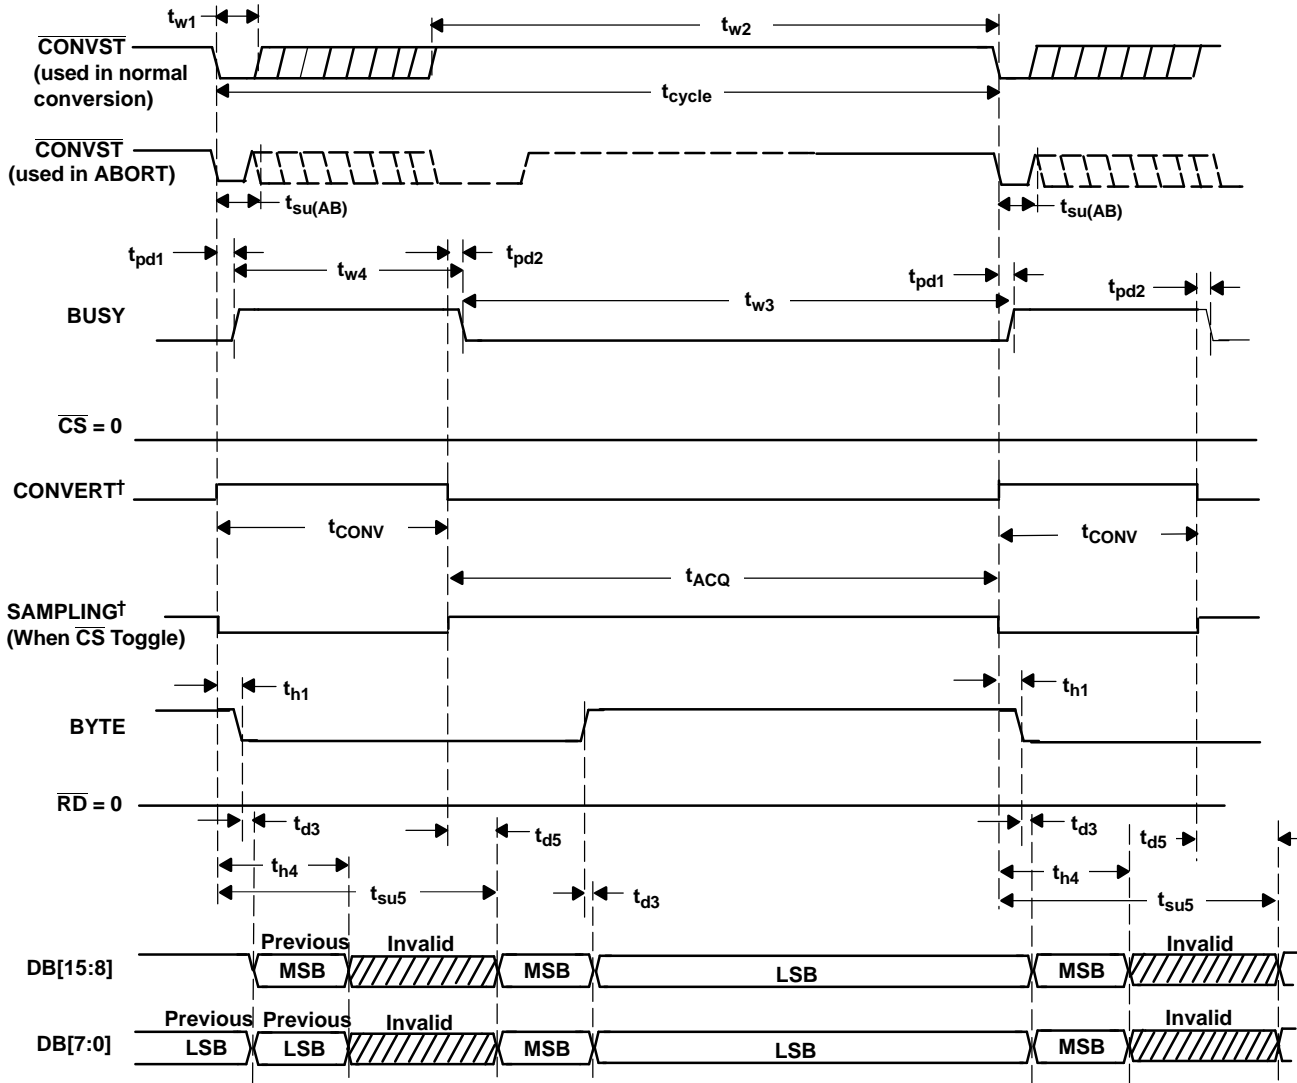 tw1
tw2
CONVST
(used in normal
conversion)
tcycle
CONVST
(used in ABORT)
tsu(AB)
tsu(AB)
tpd1
tw4
tpd2
tpd1
tpd2
tw3
BUSY
CS = 0
CONVERT†
tCONV
tCONV
tACQ
SAMPLING†
(When CS Toggle)
th1
th1
BYTE
RD = 0
td3
td5
td3
td5
th4
th4
tsu5
td3
tsu5
Previous
Invalid
Invalid
DB[15:8]
MSB
MSB
LSB
MSB
Previous
Previous
Invalid
Invalid
DB[7:0]
LSB
LSB
MSB
LSB
MSB